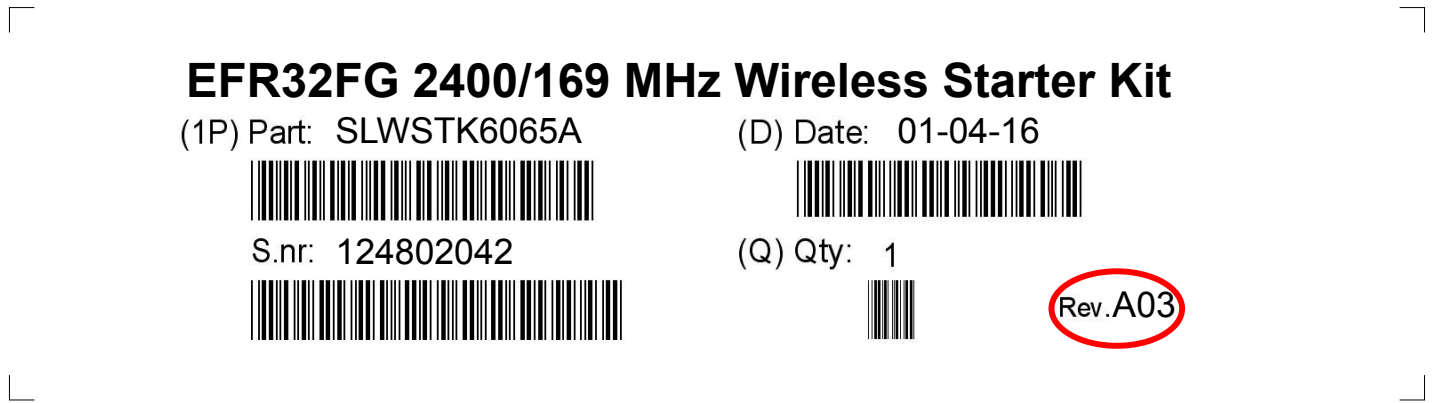 EFR32FG 2400/169 MHz Wireless Starter Kit
(1P) Part: SLWSTK6065A
(D) Date: 01-04-16
S.nr: 124802042
(Q) Qty: 1
Rev.A03